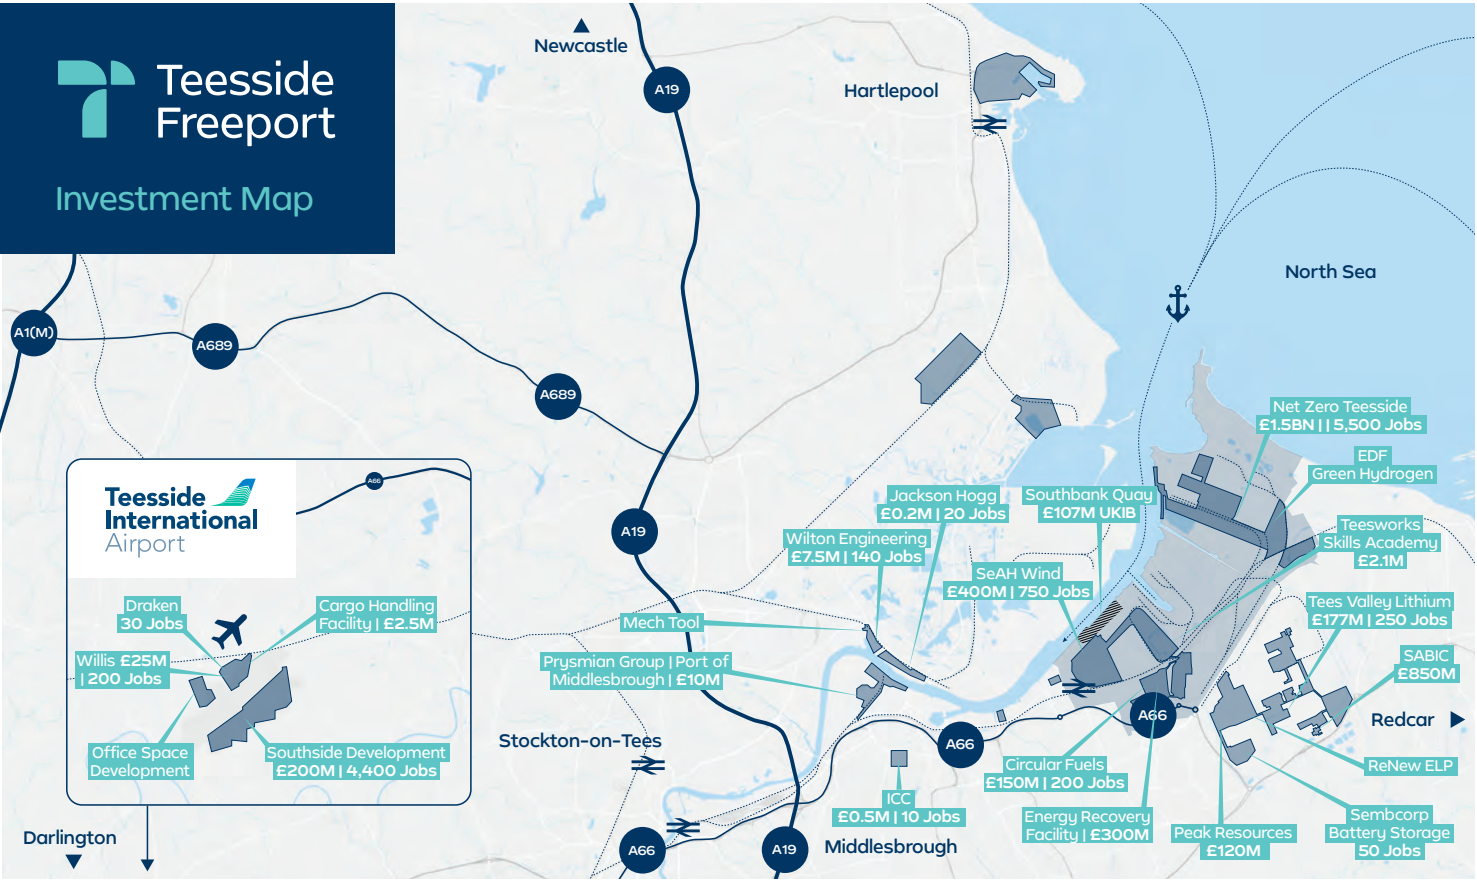 Teesside
Freeport
Investment Map
Newcastle
A19
Hartlepool
North Sea
A1(M)
A689
A689
A19
Teesside
International
Airport
A66
Draken
30 Jobs
Cargo Handling
Facility | £2.5M
Willis £25M
| 200 Jobs
Office Space
Development
Southside Development
£200M | 4,400 Jobs
Darlington
Net Zero Teesside
£1.5BN | | 5,500 Jobs
EDF
Green Hydrogen
Jackson Hogg
£0.2M | 20 Jobs
Southbank Quay
£107M UKIB
Wilton Engineering
£7.5M | 140 Jobs
Teesworks
Skills Academy
£2.1M
SeAH Wind
£400M | 750 Jobs
Tees Valley Lithium
£177M | 250 Jobs
Mech Tool
Prysmian Group | Port of
Middlesbrough | £10M
SABIC
£850M
Redcar
Stockton-on-Tees
A66
A66
Circular Fuels
£150M | 200 Jobs
ReNew ELP
ICC
£0.5M | 10 Jobs
Energy Recovery
Facility | £300M
Peak Resources
£120M
Sembcorp
Battery Storage
50 Jobs
A66
A19
Middlesbrough